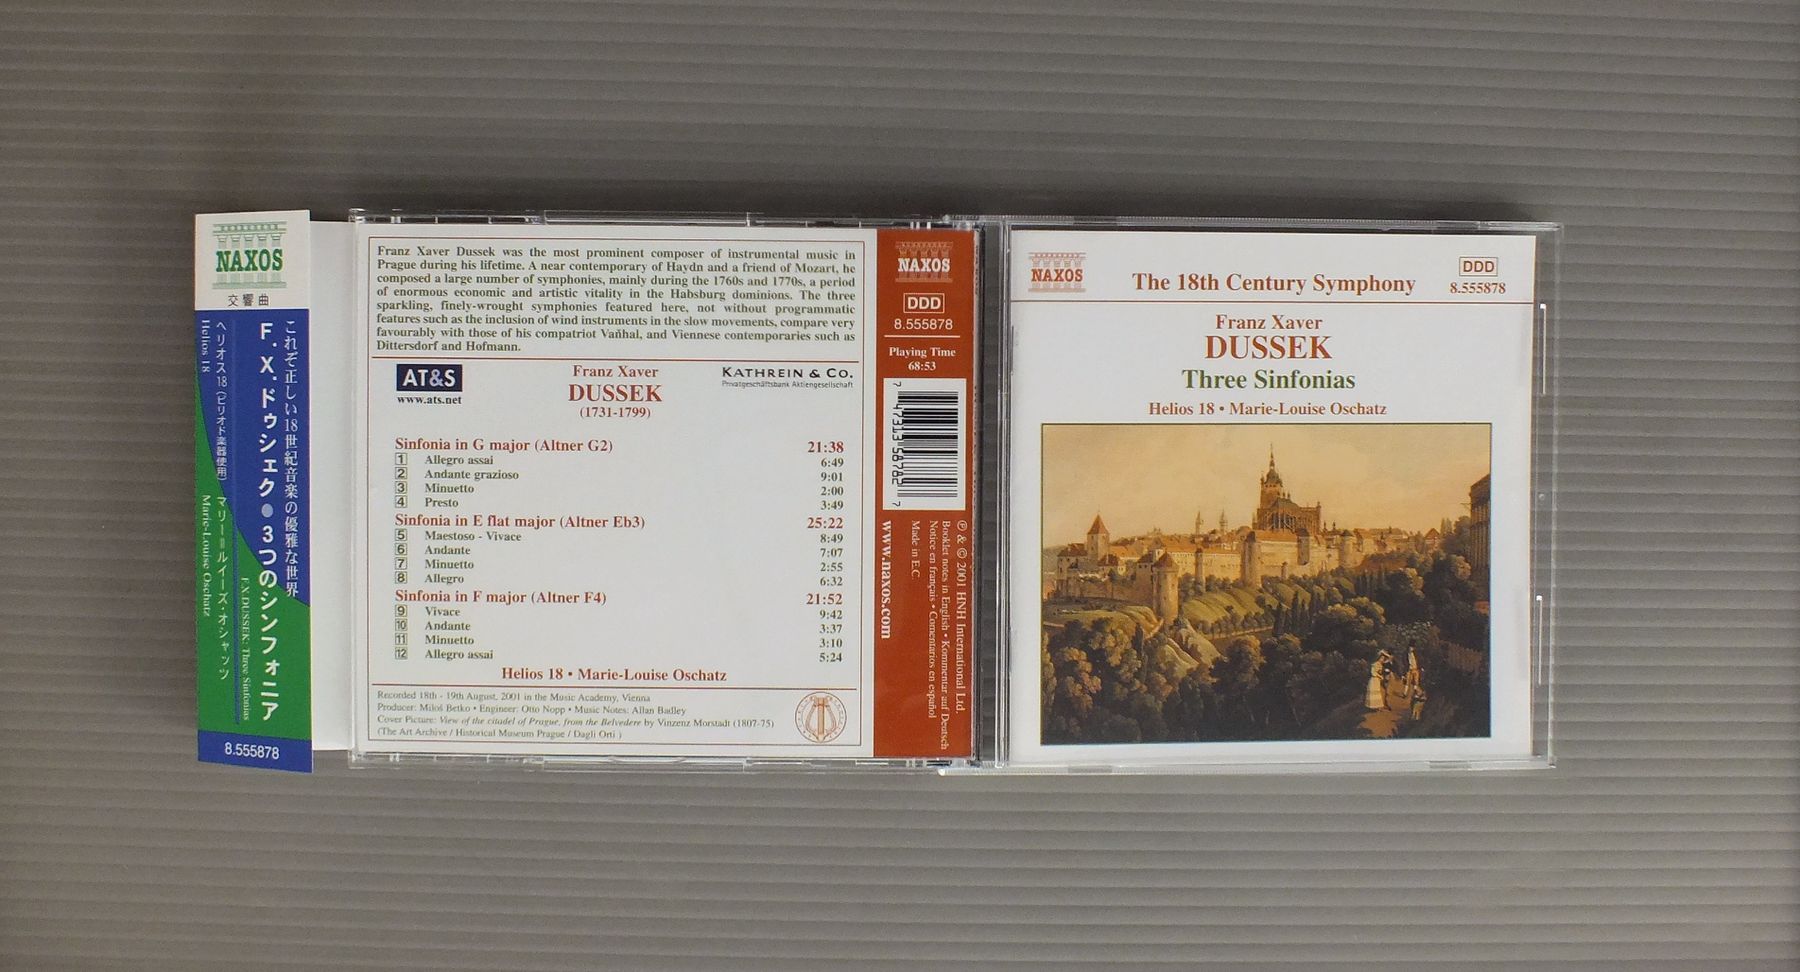 NAXOS
交響曲
これぞ正しい18世紀音楽の優雅な世界
F. X. ドゥシェク●3つのシンフォニア
F.X. DUSSEK: Three Sinfonias
ヘリオス18（ピリオド楽器使用） マリー＝ルイーズ・オシャッツ
Helios 18 Marie-Louise Oschatz
8.555878
Franz Xaver Dussek was the most prominent composer of instrumental music in
Prague during his lifetime. A near contemporary of Haydn and a friend of Mozart, he
composed a large number of symphonies, mainly during the 1760s and 1770s, a period
of enormous economic and artistic vitality in the Habsburg dominions. The three
sparkling, finely-wrought symphonies featured here, not without programmatic
features such as the inclusion of wind instruments in the slow movements, compare very
favourably with those of his compatriot Vaňhal, and Viennese contemporaries such as
Dittersdorf and Hofmann.
AT&S
www.ats.net
Franz Xaver
DUSSEK
(1731-1799)
KATHREIN & CO.
Privatgeschäftsbank Aktiengesellschaft
Sinfonia in G major (Altner G2) 21:38
1 Allegro assai 6:49
2 Andante grazioso 9:01
3 Minuetto 2:00
4 Presto 3:49
Sinfonia in E flat major (Altner Eb3) 25:22
5 Maestoso - Vivace 8:49
6 Andante 7:07
7 Minuetto 2:55
8 Allegro 6:32
Sinfonia in F major (Altner F4) 21:52
9 Vivace 9:42
10 Andante 3:37
11 Minuetto 3:10
12 Allegro assai 5:24
Helios 18 • Marie-Louise Oschatz
Recorded 18th - 19th August, 2001 in the Music Academy, Vienna
Producer: Miloš Betko • Engineer: Otto Nopp • Music Notes: Allan Badley
Cover Picture: View of the citadel of Prague, from the Belvedere by Vinzenz Morstadt (1807-75)
(The Art Archive / Historical Museum Prague / Dagli Orti )
NAXOS
DDD
8.555878
Playing Time
68:53
7 47313 58782 7
℗ & © 2001 HNH International Ltd.
Booklet notes in English • Kommentar auf Deutsch
Notice en français • Comentarios en español
Made in E.C.
www.naxos.com
NAXOS
The 18th Century Symphony
DDD
8.555878
Franz Xaver
DUSSEK
Three Sinfonias
Helios 18 • Marie-Louise Oschatz